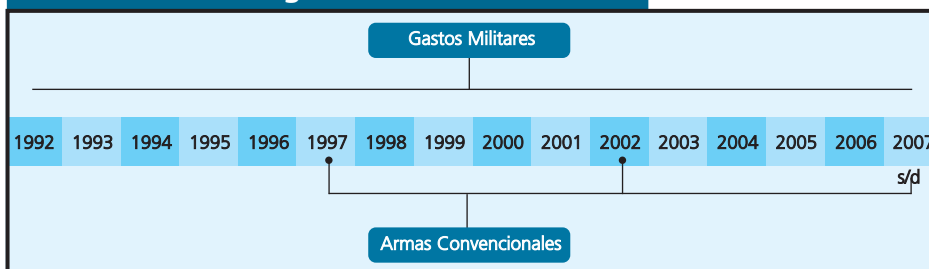 Gastos Militares
1992 1993 1994 1995 1996 1997 1998 1999 2000 2001 2002 2003 2004 2005 2006 2007
s/d
Armas Convencionales